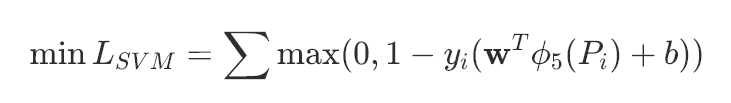 min L_{SVM} = ∑ max(0, 1 − y_i(𝐰^T ϕ_5(P_i) + b))